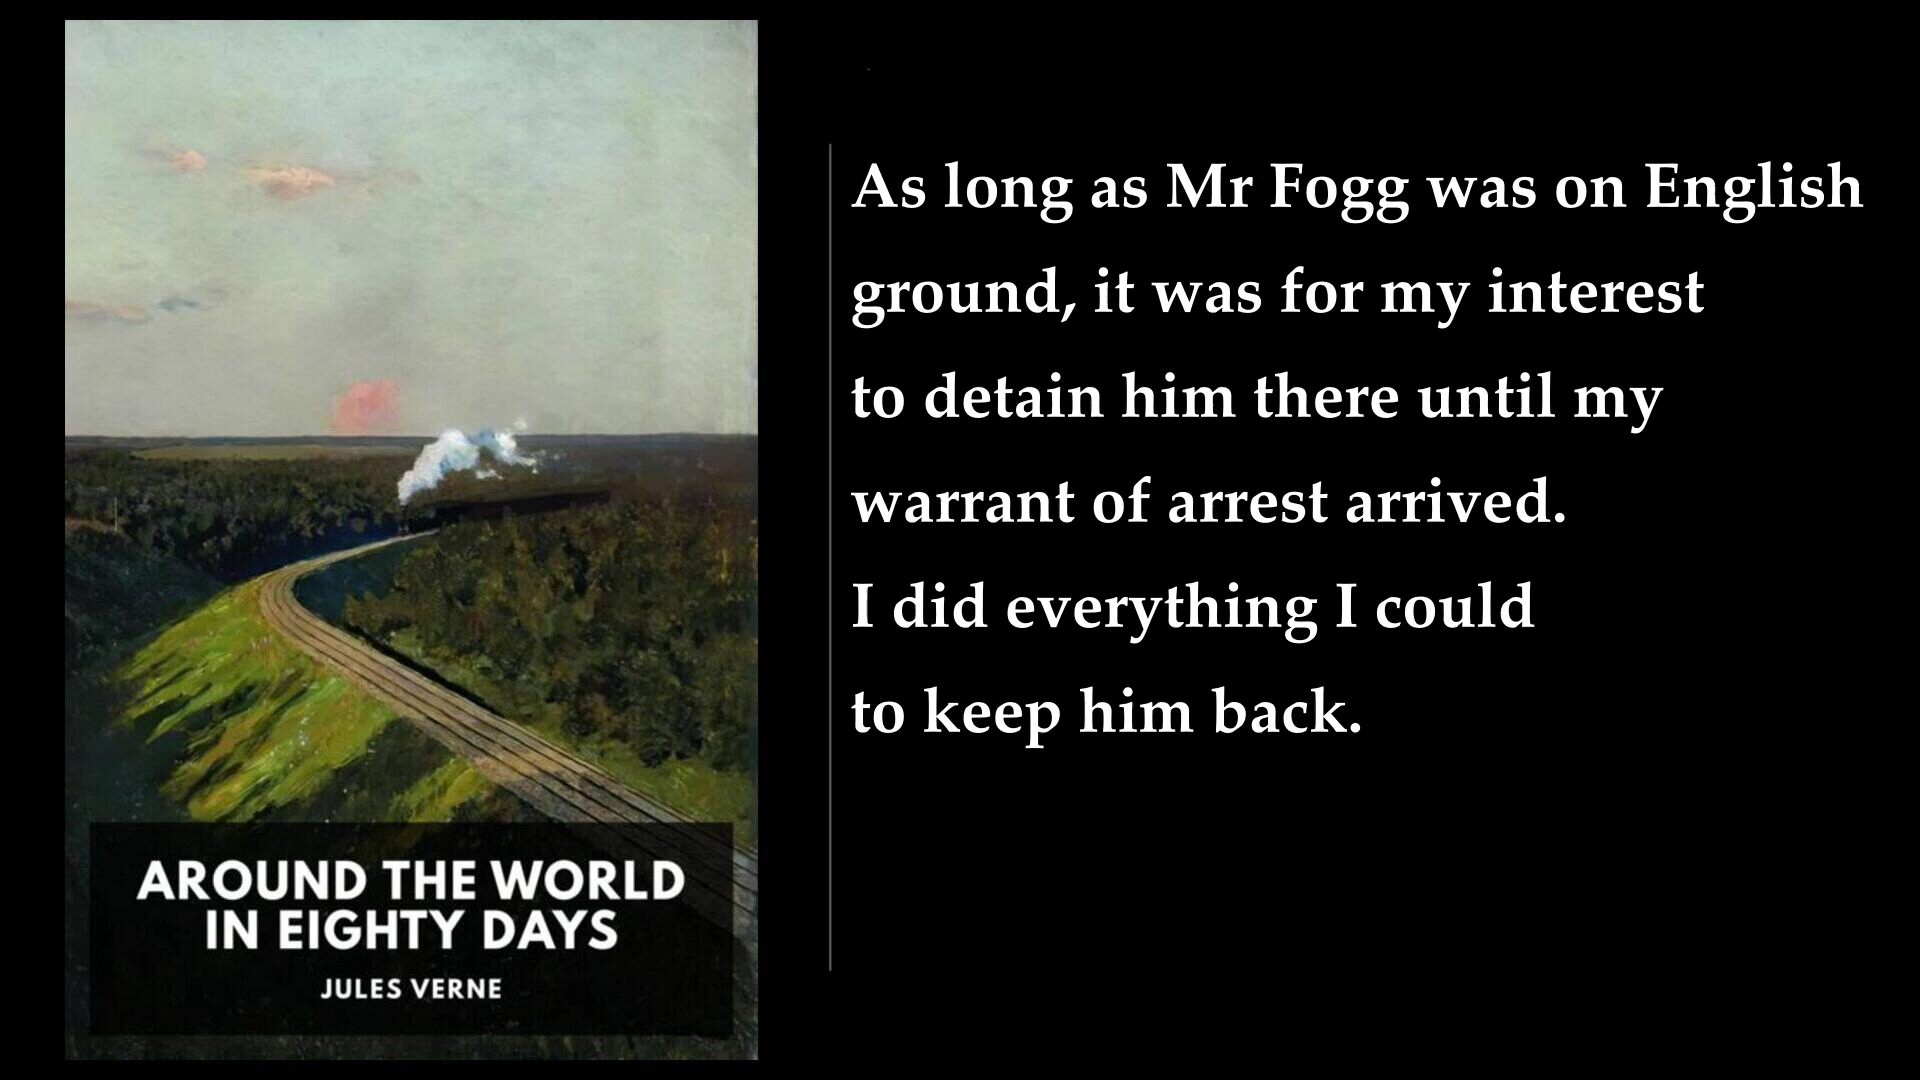 As long as Mr Fogg was on English
ground, it was for my interest
to detain him there until my
warrant of arrest arrived.
I did everything I could
to keep him back.
AROUND THE WORLD
IN EIGHTY DAYS
JULES VERNE